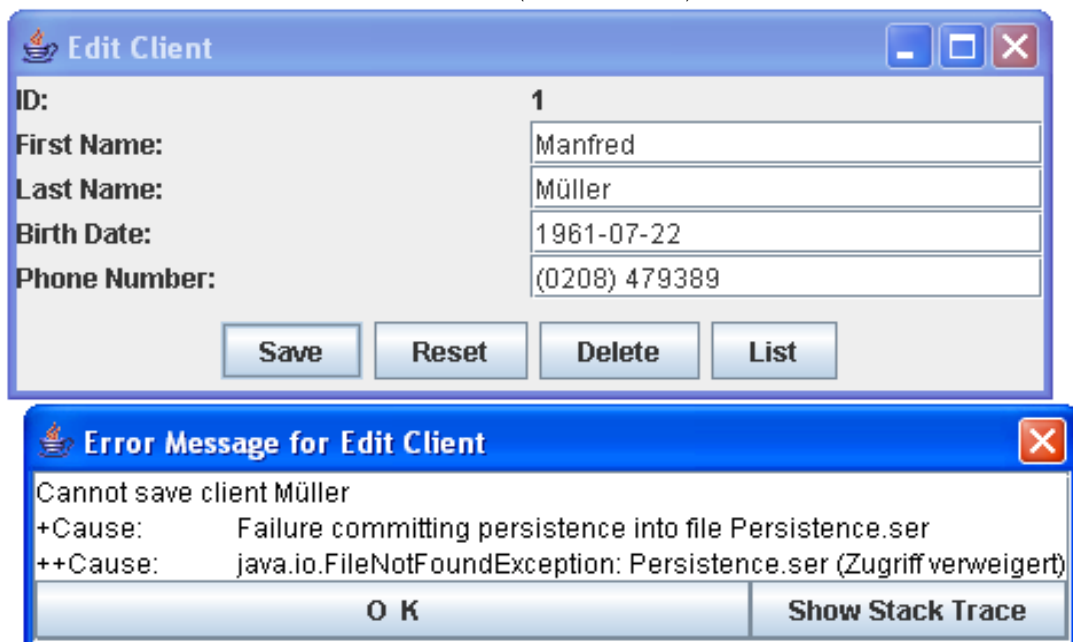 Edit Client
ID: 1
First Name: Manfred
Last Name: Müller
Birth Date: 1961-07-22
Phone Number: (0208) 479389
Save Reset Delete List
Error Message for Edit Client
Cannot save client Müller
+Cause: Failure committing persistence into file Persistence.ser
++Cause: java.io.FileNotFoundException: Persistence.ser (Zugriff verweigert)
O K Show Stack Trace